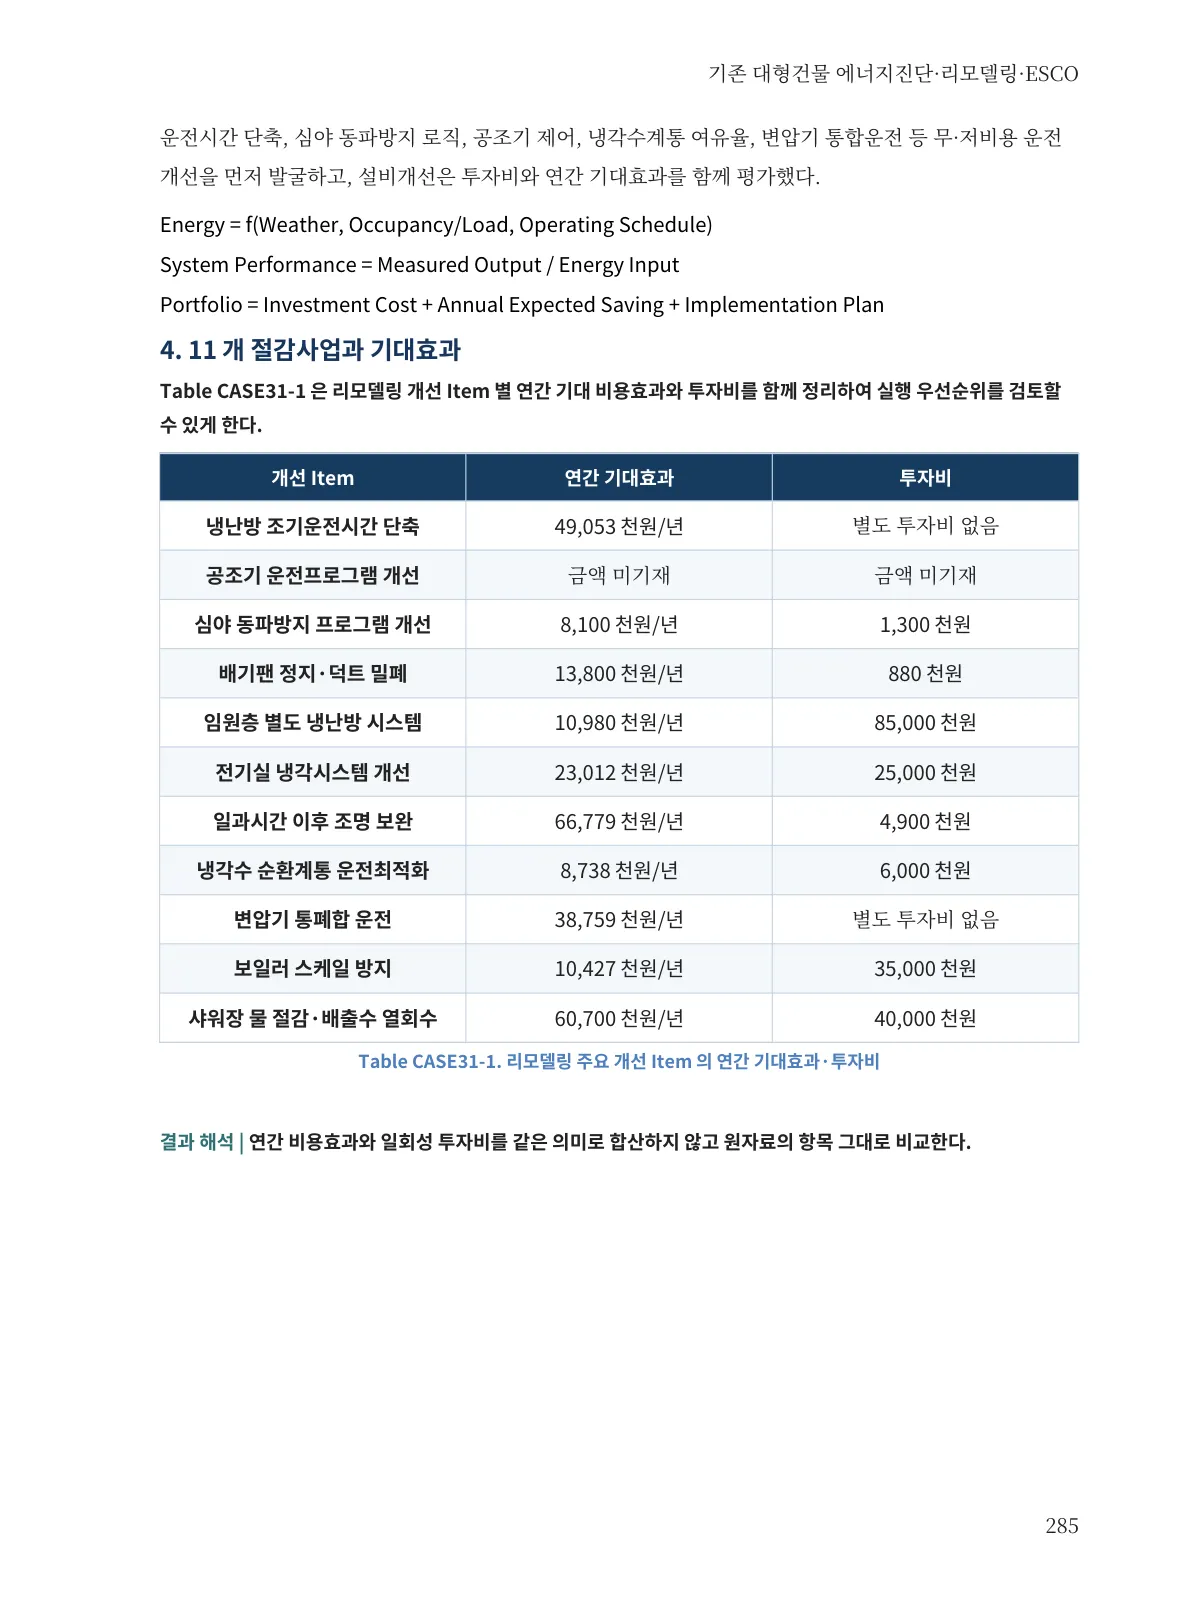 기존 대형건물 에너지진단·리모델링·ESCO
운전시간 단축, 심야 동파방지 로직, 공조기 제어, 냉각수계통 여유율, 변압기 통합운전 등 무·저비용 운전
개선을 먼저 발굴하고, 설비개선은 투자비와 연간 기대효과를 함께 평가했다.
Energy = f(Weather, Occupancy/Load, Operating Schedule)
System Performance = Measured Output / Energy Input
Portfolio = Investment Cost + Annual Expected Saving + Implementation Plan
4. 11 개 절감사업과 기대효과
Table CASE31-1 은 리모델링 개선 Item 별 연간 기대 비용효과와 투자비를 함께 정리하여 실행 우선순위를 검토할
수 있게 한다.
개선 Item 연간 기대효과 투자비
냉난방 조기운전시간 단축 49,053 천원/년 별도 투자비 없음
공조기 운전프로그램 개선 금액 미기재 금액 미기재
심야 동파방지 프로그램 개선 8,100 천원/년 1,300 천원
배기팬 정지·덕트 밀폐 13,800 천원/년 880 천원
임원층 별도 냉난방 시스템 10,980 천원/년 85,000 천원
전기실 냉각시스템 개선 23,012 천원/년 25,000 천원
일과시간 이후 조명 보완 66,779 천원/년 4,900 천원
냉각수 순환계통 운전최적화 8,738 천원/년 6,000 천원
변압기 통폐합 운전 38,759 천원/년 별도 투자비 없음
보일러 스케일 방지 10,427 천원/년 35,000 천원
샤워장 물 절감·배출수 열회수 60,700 천원/년 40,000 천원
Table CASE31-1. 리모델링 주요 개선 Item 의 연간 기대효과·투자비
결과 해석 | 연간 비용효과와 일회성 투자비를 같은 의미로 합산하지 않고 원자료의 항목 그대로 비교한다.
285